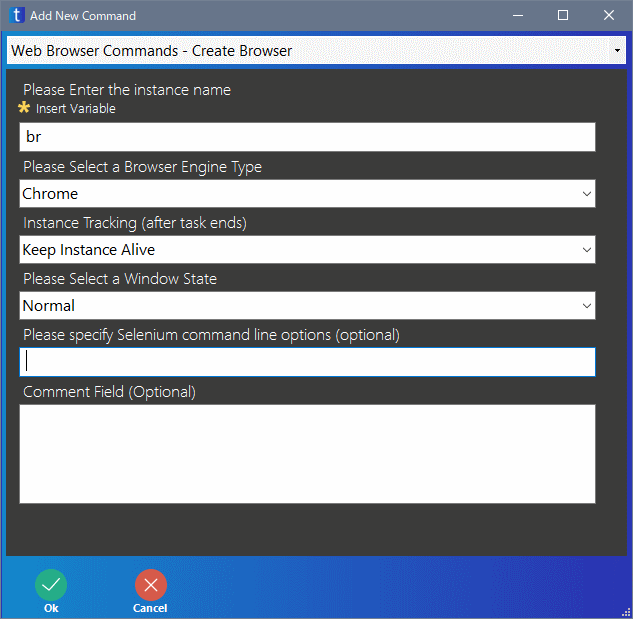 t Add New Command
Web Browser Commands - Create Browser
Please Enter the instance name
Insert Variable
br
Please Select a Browser Engine Type
Chrome
Instance Tracking (after task ends)
Keep Instance Alive
Please Select a Window State
Normal
Please specify Selenium command line options (optional)
Comment Field (Optional)
Ok Cancel